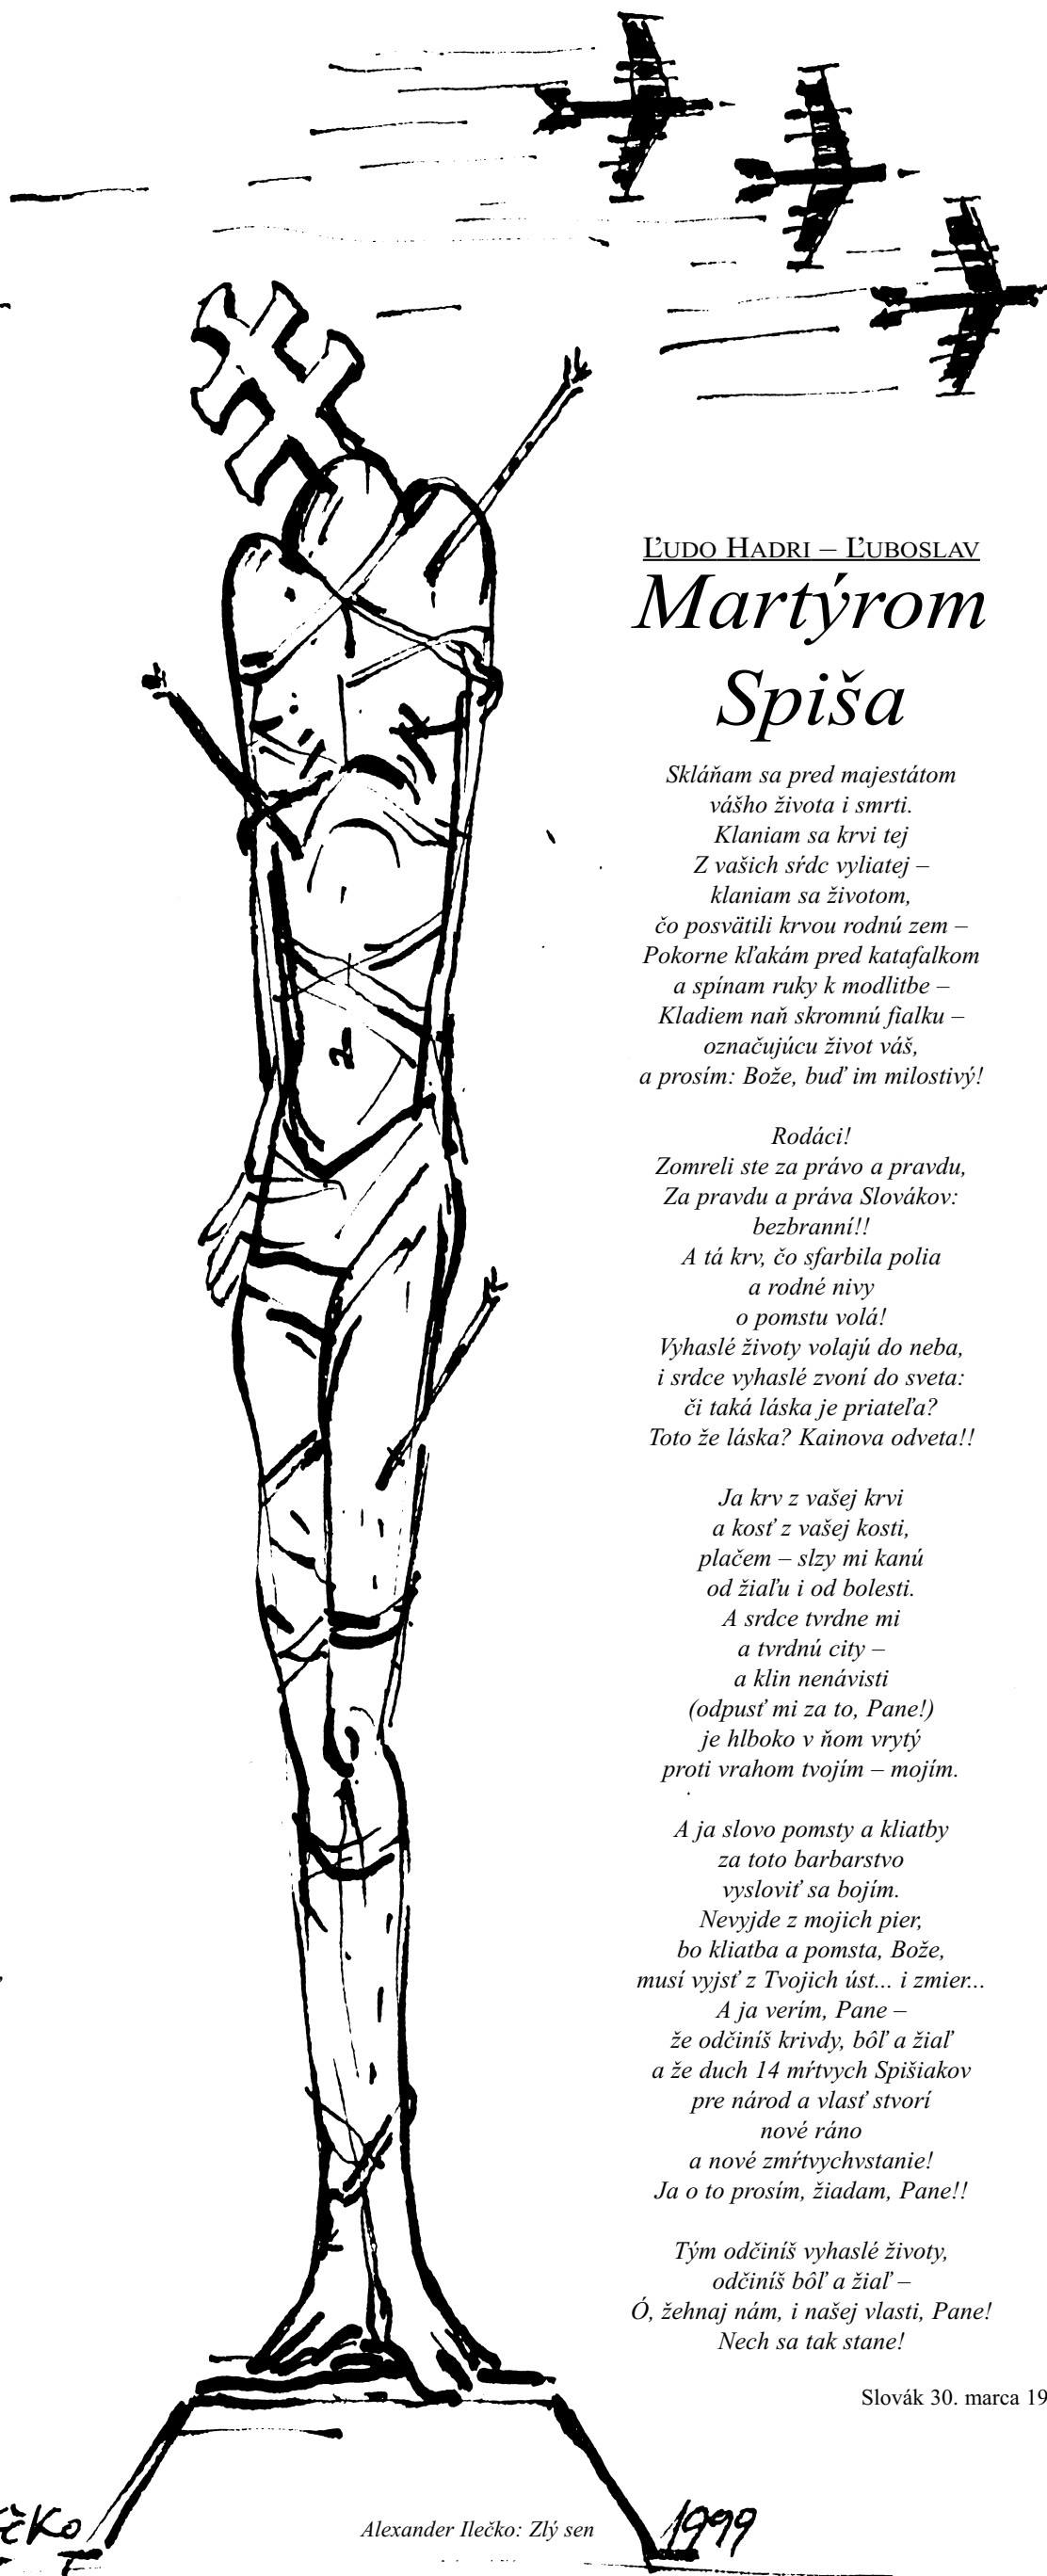 Ľudo Hadri – Ľuboslav
Martýrom
Spiša
Skláňam sa pred majestátom
vášho života i smrti.
Klaniam sa krvi tej
Z vašich sŕdc vyliatej –
klaniam sa životom,
čo posvätili krvou rodnú zem –
Pokorne kľakám pred katafalkom
a spínam ruky k modlitbe –
Kladiem naň skromnú fialku –
označujúcu život váš,
a prosím: Bože, buď im milostivý!

Rodáci!
Zomreli ste za právo a pravdu,
Za pravdu a práva Slovákov:
bezbranní!!
A tá krv, čo sfarbila polia
a rodné nivy
o pomstu volá!
Vyhaslé životy volajú do neba,
i srdce vyhaslé zvoní do sveta:
či taká láska je priateľa?
Toto že láska? Kainova odveta!!

Ja krv z vašej krvi
a kosť z vašej kosti,
plačem – slzy mi kanú
od žiaľu i od bolesti.
A srdce tvrdne mi
a tvrdnú city –
a klin nenávisti
(odpusť mi za to, Pane!)
je hlboko v ňom vrytý
proti vrahom tvojím – mojím.

A ja slovo pomsty a kliatby
za toto barbarstvo
vysloviť sa bojím.
Nevyjde z mojich pier,
bo kliatba a pomsta, Bože,
musí vyjsť z Tvojich úst... i zmier...
A ja verím, Pane –
že odčiníš krivdy, bôľ a žiaľ
a že duch 14 mŕtvych Spišiakov
pre národ a vlasť stvorí
nové ráno
a nové zmŕtvychvstanie!
Ja o to prosím, žiadam, Pane!!

Tým odčiníš vyhaslé životy,
odčiníš bôľ a žiaľ –
Ó, žehnaj nám, i našej vlasti, Pane!
Nech sa tak stane!

Slovák 30. marca 19
čko
1999
Alexander Ilečko: Zlý sen